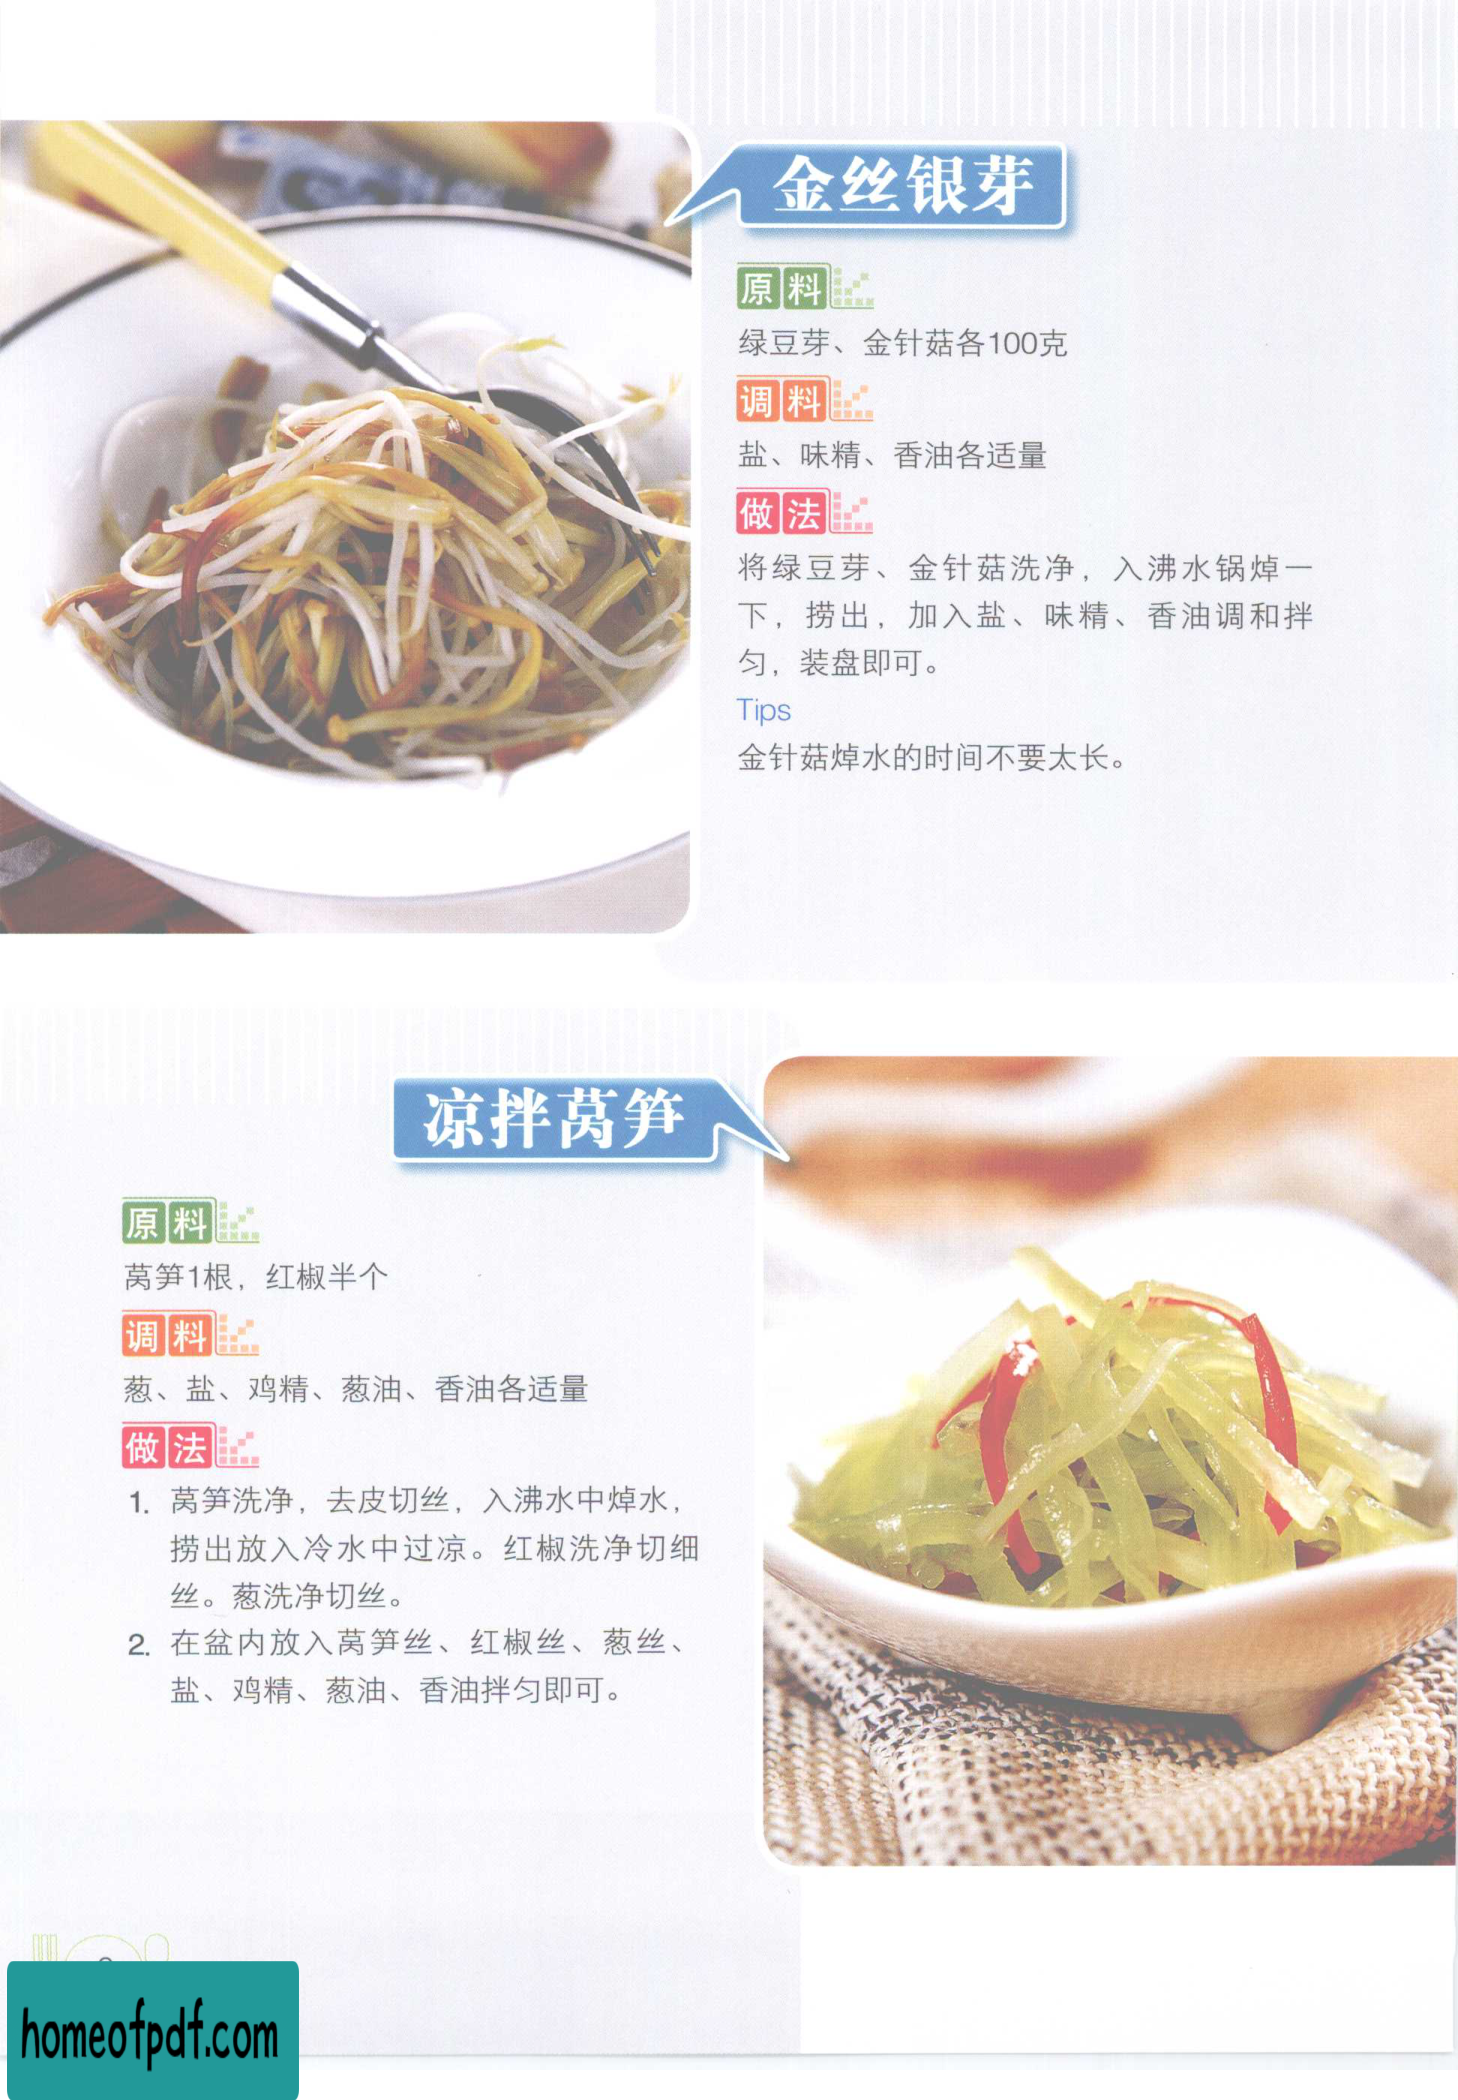 金丝银芽
原料
绿豆芽、金针菇各100克
调料
盐、味精、香油各适量
做法
将绿豆芽、金针菇洗净，入沸水锅焯一
下，捞出，加入盐、味精、香油调和拌
匀，装盘即可。
Tips
金针菇焯水的时间不要太长。
凉拌莴笋
原料
莴笋1根，红椒半个
调料
葱、盐、鸡精、葱油、香油各适量
做法
1. 莴笋洗净，去皮切丝，入沸水中焯水，
捞出放入冷水中过凉。红椒洗净切细
丝。葱洗净切丝。
2. 在盆内放入莴笋丝、红椒丝、葱丝、
盐、鸡精、葱油、香油拌匀即可。
homeofpdf.com